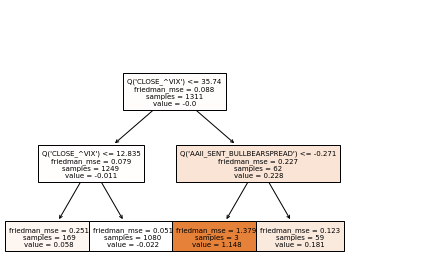 Q('CLOSE_^VIX') <= 35.74
friedman_mse = 0.088
samples = 1311
value = -0.0
Q('CLOSE_^VIX') <= 12.835
friedman_mse = 0.079
samples = 1249
value = -0.011
Q('AAII_SENT_BULLBEARSPREAD') <= -0.271
friedman_mse = 0.227
samples = 62
value = 0.228
friedman_mse = 0.251
samples = 169
value = 0.058
friedman_mse = 0.051
samples = 1080
value = -0.022
friedman_mse = 1.379
samples = 3
value = 1.148
friedman_mse = 0.123
samples = 59
value = 0.181